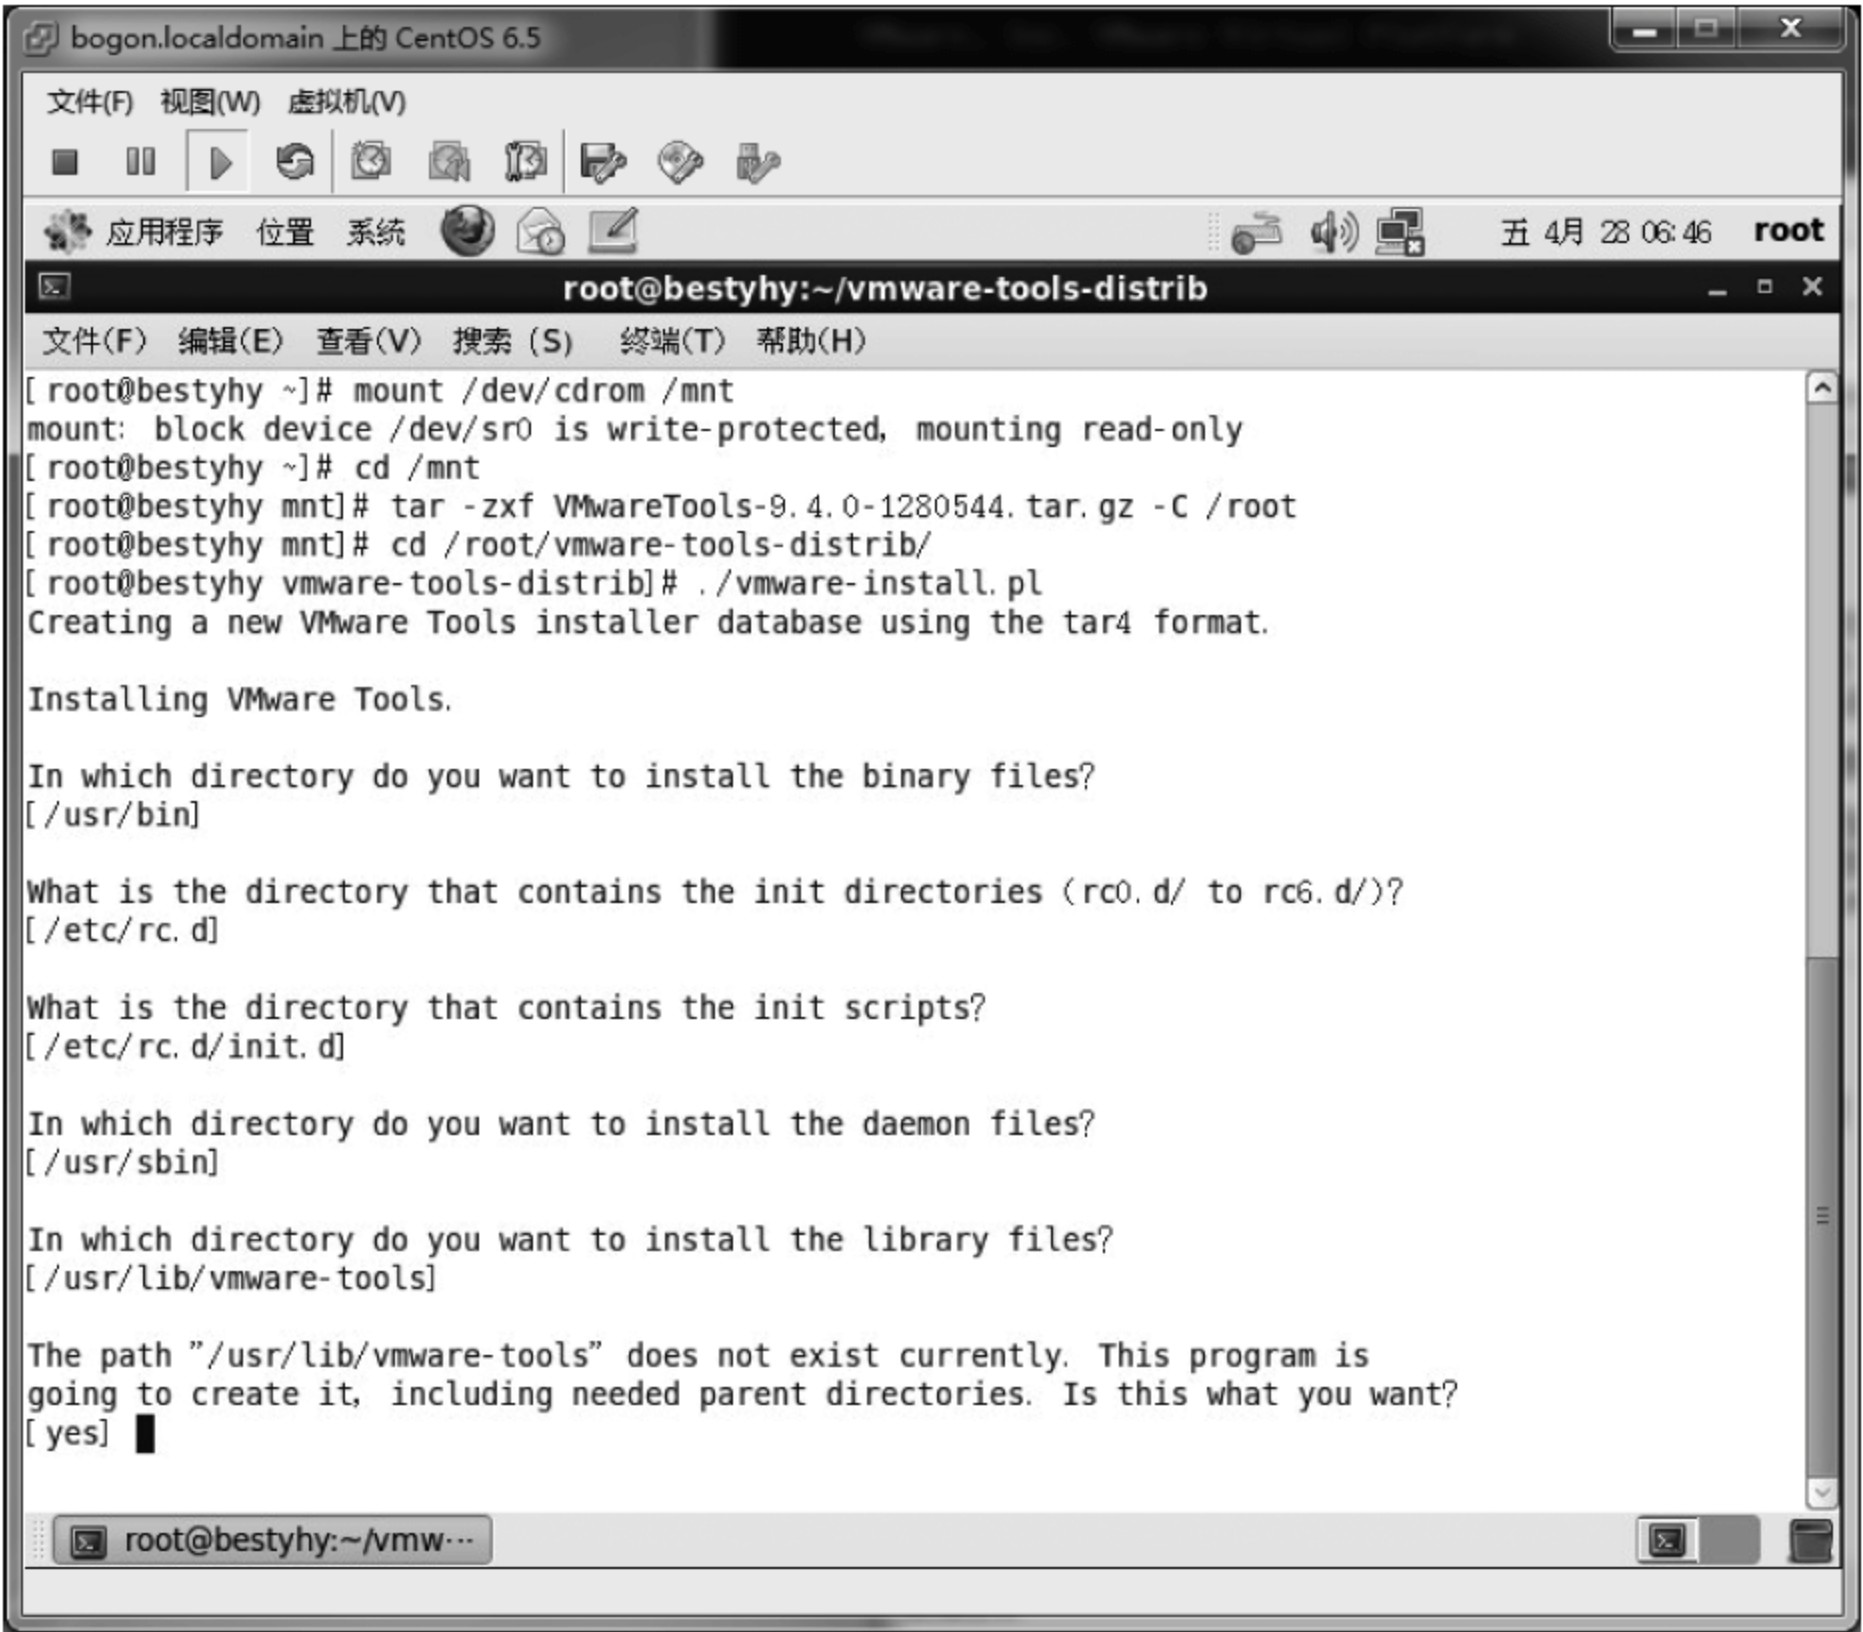 bogon.localdomain 上的 CentOS 6.5
文件(F) 视图(W) 虚拟机(V)
应用程序 位置 系统 五 4月 28 06:46 root
root@bestyhy:~/vmware-tools-distrib
文件(F) 编辑(E) 查看(V) 搜索 (S) 终端(T) 帮助(H)
[root@bestyhy ~]# mount /dev/cdrom /mnt
mount: block device /dev/sr0 is write-protected, mounting read-only
[root@bestyhy ~]# cd /mnt
[root@bestyhy mnt]# tar -zxf VMwareTools-9.4.0-1280544.tar.gz -C /root
[root@bestyhy mnt]# cd /root/vmware-tools-distrib/
[root@bestyhy vmware-tools-distrib]# ./vmware-install.pl
Creating a new VMware Tools installer database using the tar4 format.
Installing VMware Tools.
In which directory do you want to install the binary files?
[/usr/bin]
What is the directory that contains the init directories (rc0.d/ to rc6.d/)?
[/etc/rc.d]
What is the directory that contains the init scripts?
[/etc/rc.d/init.d]
In which directory do you want to install the daemon files?
[/usr/sbin]
In which directory do you want to install the library files?
[/usr/lib/vmware-tools]
The path "/usr/lib/vmware-tools" does not exist currently. This program is
going to create it, including needed parent directories. Is this what you want?
[yes]
root@bestyhy:~/vmw···